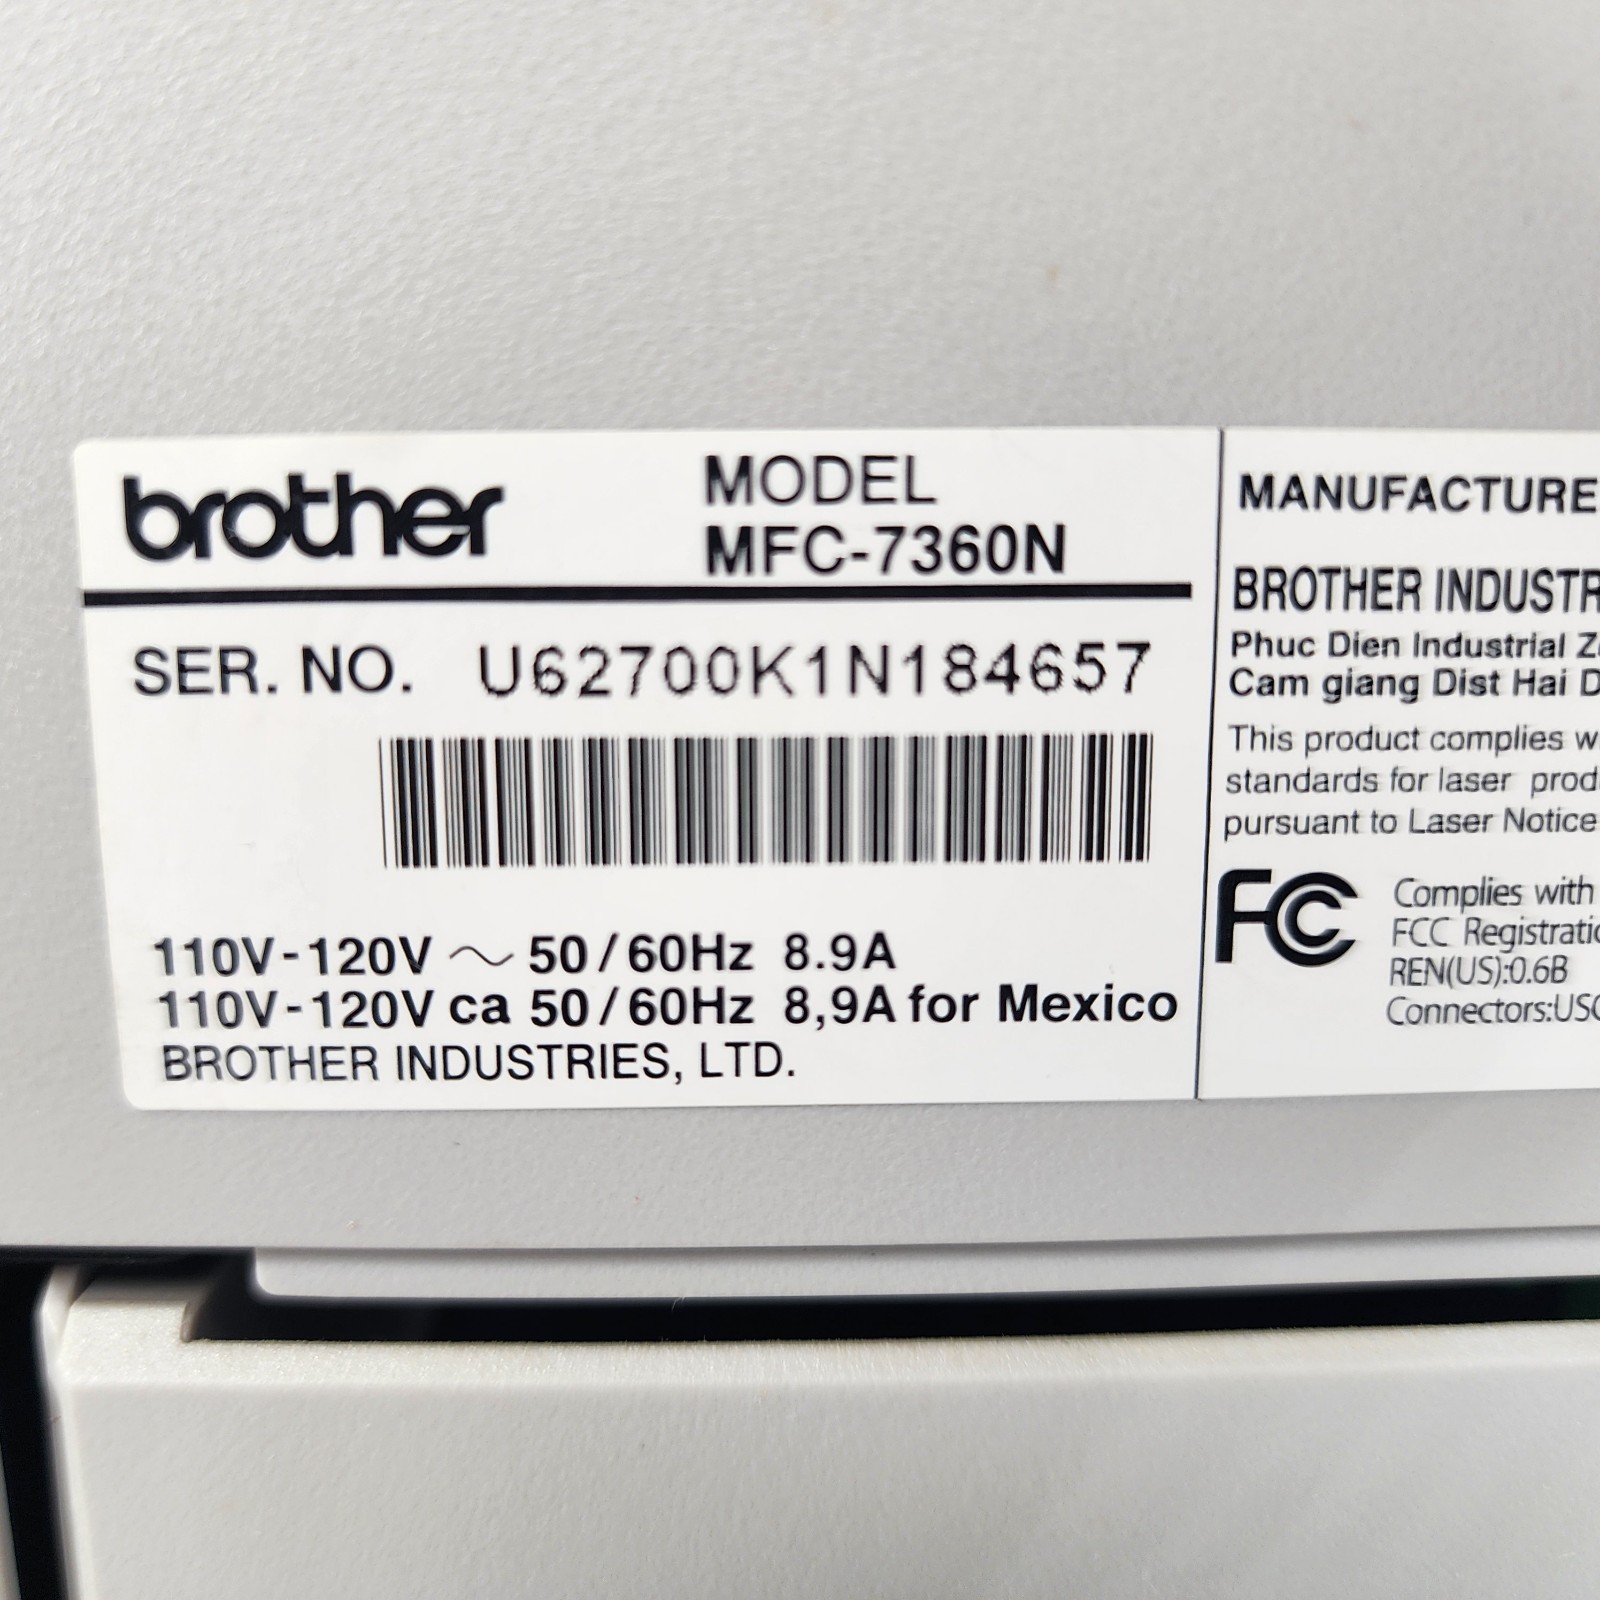 brother
MODEL
MFC-7360N
SER. NO. U62700K1N184657
110V-120V ～ 50/60Hz 8.9A
110V-120V ca 50/60Hz 8,9A for Mexico
BROTHER INDUSTRIES, LTD.
MANUFACTURE
BROTHER INDUSTR
Phuc Dien Industrial Z
Cam giang Dist Hai D
This product complies w
standards for laser prod
pursuant to Laser Notice
FC
Complies with
FCC Registratio
REN(US):0.6B
Connectors:USO